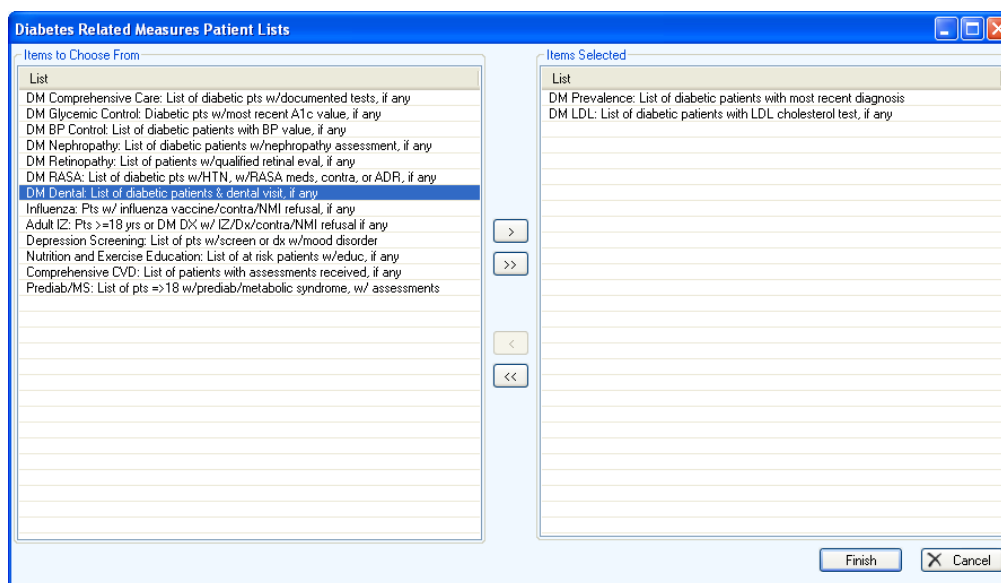 Diabetes Related Measures Patient Lists
Items to Choose From
List
DM Comprehensive Care: List of diabetic pts w/documented tests, if any
DM Glycemic Control: Diabetic pts w/most recent A1c value, if any
DM BP Control: List of diabetic patients with BP value, if any
DM Nephropathy: List of diabetic patients w/nephropathy assessment, if any
DM Retinopathy: List of patients w/qualified retinal eval, if any
DM RASA: List of diabetic pts w/HTN, w/RASA meds, contra, or ADR, if any
DM Dental: List of diabetic patients & dental visit, if any
Influenza: Pts w/ influenza vaccine/contra/NMI refusal, if any
Adult IZ: Pts >=18 yrs or DM DX w/ IZ/Dx/contra/NMI refusal if any
Depression Screening: List of pts w/screen or dx w/mood disorder
Nutrition and Exercise Education: List of at risk patients w/educ, if any
Comprehensive CVD: List of patients with assessments received, if any
Prediab/MS: List of pts =>18 w/prediab/metabolic syndrome, w/ assessments
>
>>
<
<<
Items Selected
List
DM Prevalence: List of diabetic patients with most recent diagnosis
DM LDL: List of diabetic patients with LDL cholesterol test, if any
Finish
Cancel